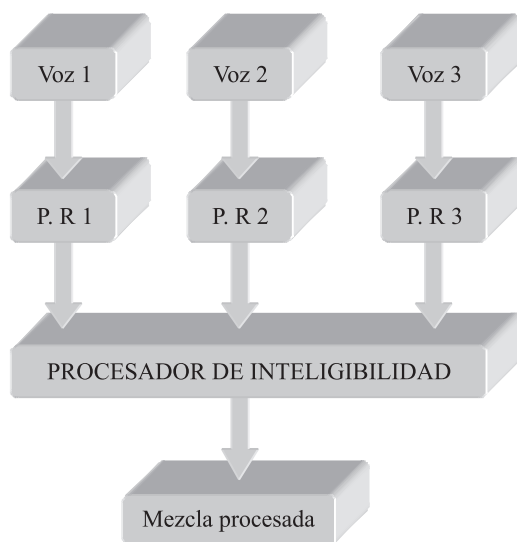 Voz 1
Voz 2
Voz 3
P. R 1
P. R 2
P. R 3
PROCESADOR DE INTELIGIBILIDAD
Mezcla procesada